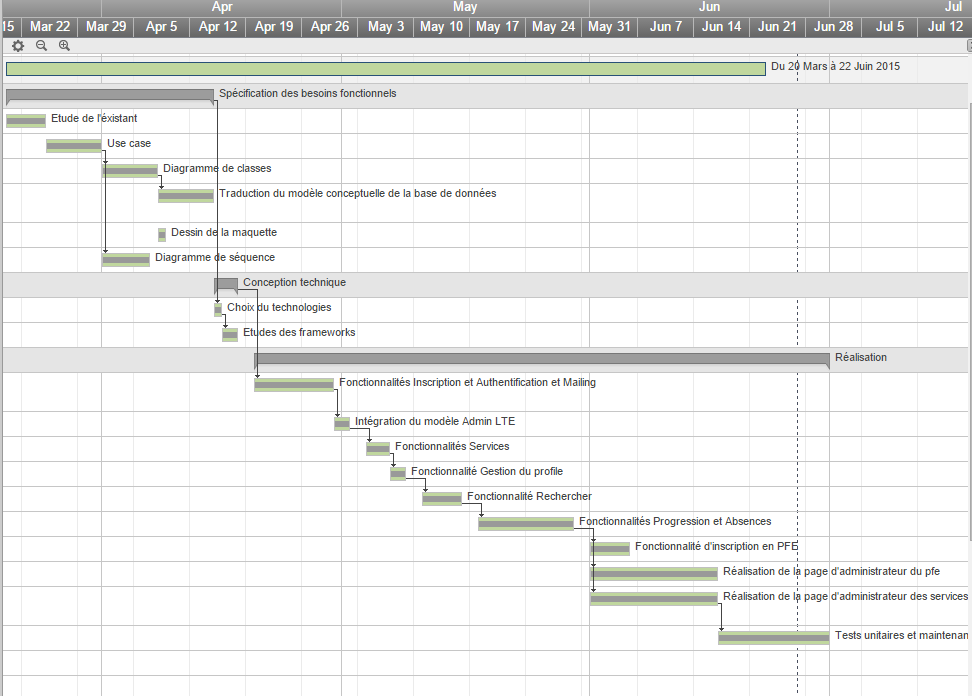 Apr May Jun Jul
15 Mar 22 Mar 29 Apr 5 Apr 12 Apr 19 Apr 26 May 3 May 10 May 17 May 24 May 31 Jun 7 Jun 14 Jun 21 Jun 28 Jul 5 Jul 12
Du 20 Mars à 22 Juin 2015
Spécification des besoins fonctionnels
Etude de l'éxistant
Use case
Diagramme de classes
Traduction du modèle conceptuelle de la base de données
Dessin de la maquette
Diagramme de séquence
Conception technique
Choix du technologies
Etudes des frameworks
Réalisation
Fonctionnalités Inscription et Authentification et Mailing
Intégration du modèle Admin LTE
Fonctionnalités Services
Fonctionnalité Gestion du profile
Fonctionnalité Rechercher
Fonctionnalités Progression et Absences
Fonctionnalité d'inscription en PFE
Réalisation de la page d'administrateur du pfe
Réalisation de la page d'administrateur des services
Tests unitaires et maintenan